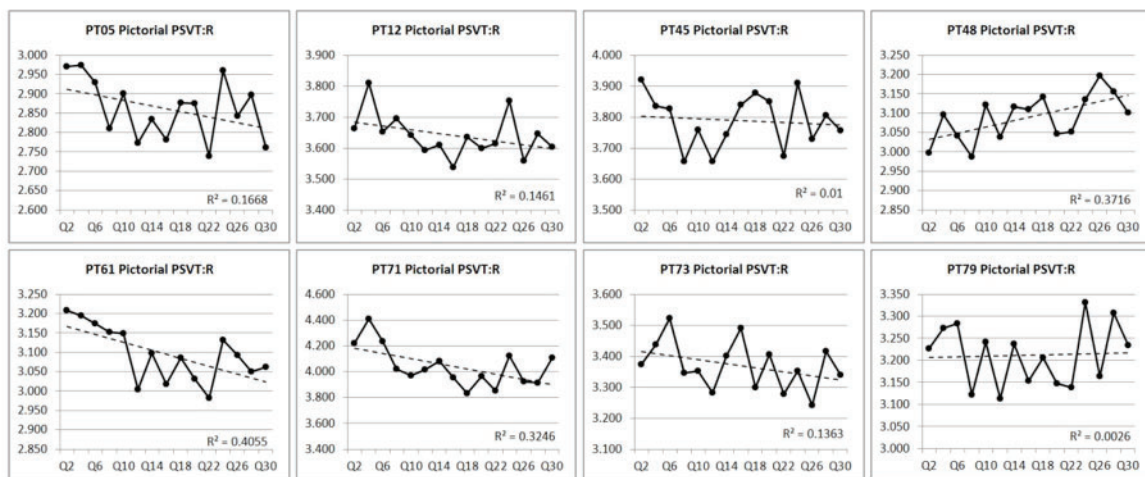 PT05 Pictorial PSVT:R
3.000
2.950
2.900
2.850
2.800
2.750
2.700
2.650
2.600
R² = 0.1668
Q2 Q6 Q10 Q14 Q18 Q22 Q26 Q30
PT12 Pictorial PSVT:R
3.900
3.800
3.700
3.600
3.500
3.400
R² = 0.1461
Q2 Q6 Q10 Q14 Q18 Q22 Q26 Q30
PT45 Pictorial PSVT:R
4.000
3.900
3.800
3.700
3.600
3.500
R² = 0.01
Q2 Q6 Q10 Q14 Q18 Q22 Q26 Q30
PT48 Pictorial PSVT:R
3.250
3.200
3.150
3.100
3.050
3.000
2.950
2.900
R² = 0.3716
Q2 Q6 Q10 Q14 Q18 Q22 Q26 Q30
PT61 Pictorial PSVT:R
3.250
3.200
3.150
3.100
3.050
3.000
2.950
2.900
2.850
R² = 0.4055
Q2 Q6 Q10 Q14 Q18 Q22 Q26 Q30
PT71 Pictorial PSVT:R
4.600
4.400
4.200
4.000
3.800
3.600
3.400
R² = 0.3246
Q2 Q6 Q10 Q14 Q18 Q22 Q26 Q30
PT73 Pictorial PSVT:R
3.600
3.500
3.400
3.300
3.200
3.100
R² = 0.1363
Q2 Q6 Q10 Q14 Q18 Q22 Q26 Q30
PT79 Pictorial PSVT:R
3.350
3.300
3.250
3.200
3.150
3.100
3.050
3.000
R² = 0.0026
Q2 Q6 Q10 Q14 Q18 Q22 Q26 Q30